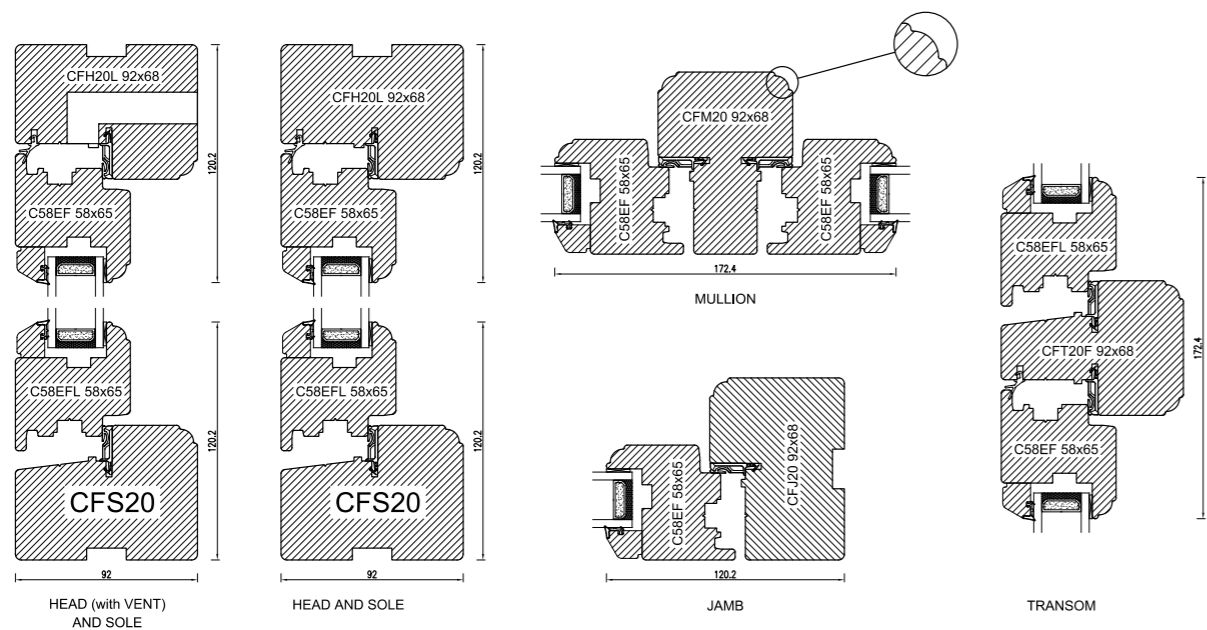 CFH20L 92x68
120.2
C58EF 58x65
C58EFL 58x65
120.2
CFS20
92
HEAD (with VENT)
AND SOLE
CFH20L 92x68
120.2
C58EF 58x65
C58EFL 58x65
120.2
CFS20
92
HEAD AND SOLE
CFM20 92x68
C58EF 58x65
C58EF 58x65
172.4
MULLION
CFJ20 92x68
C58EF 58x65
120.2
JAMB
C58EFL 58x65
CFT20F 92x68
172.4
C58EF 58x65
TRANSOM